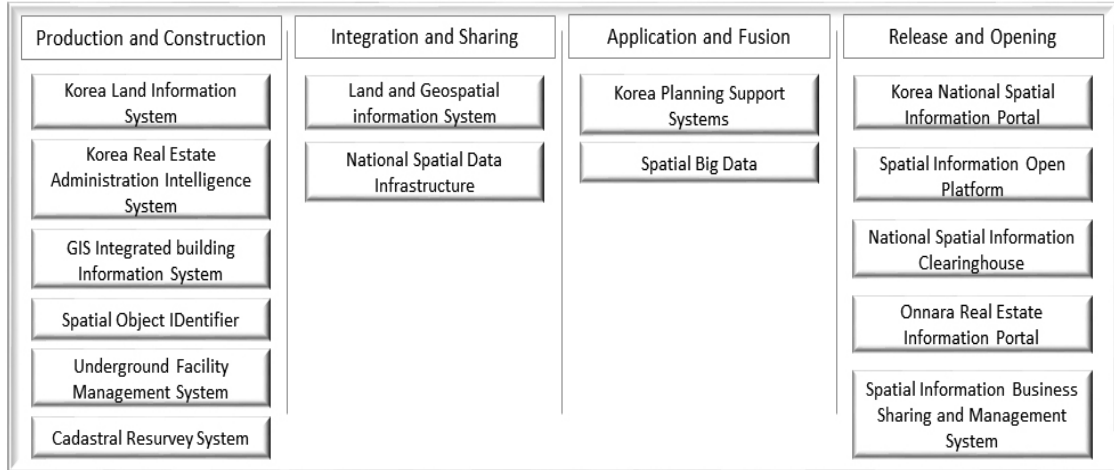 Production and Construction
Korea Land Information
System
Korea Real Estate
Administration Intelligence
System
GIS Integrated building
Information System
Spatial Object IDentifier
Underground Facility
Management System
Cadastral Resurvey System
Integration and Sharing
Land and Geospatial
information System
National Spatial Data
Infrastructure
Application and Fusion
Korea Planning Support
Systems
Spatial Big Data
Release and Opening
Korea National Spatial
Information Portal
Spatial Information Open
Platform
National Spatial Information
Clearinghouse
Onnara Real Estate
Information Portal
Spatial Information Business
Sharing and Management
System